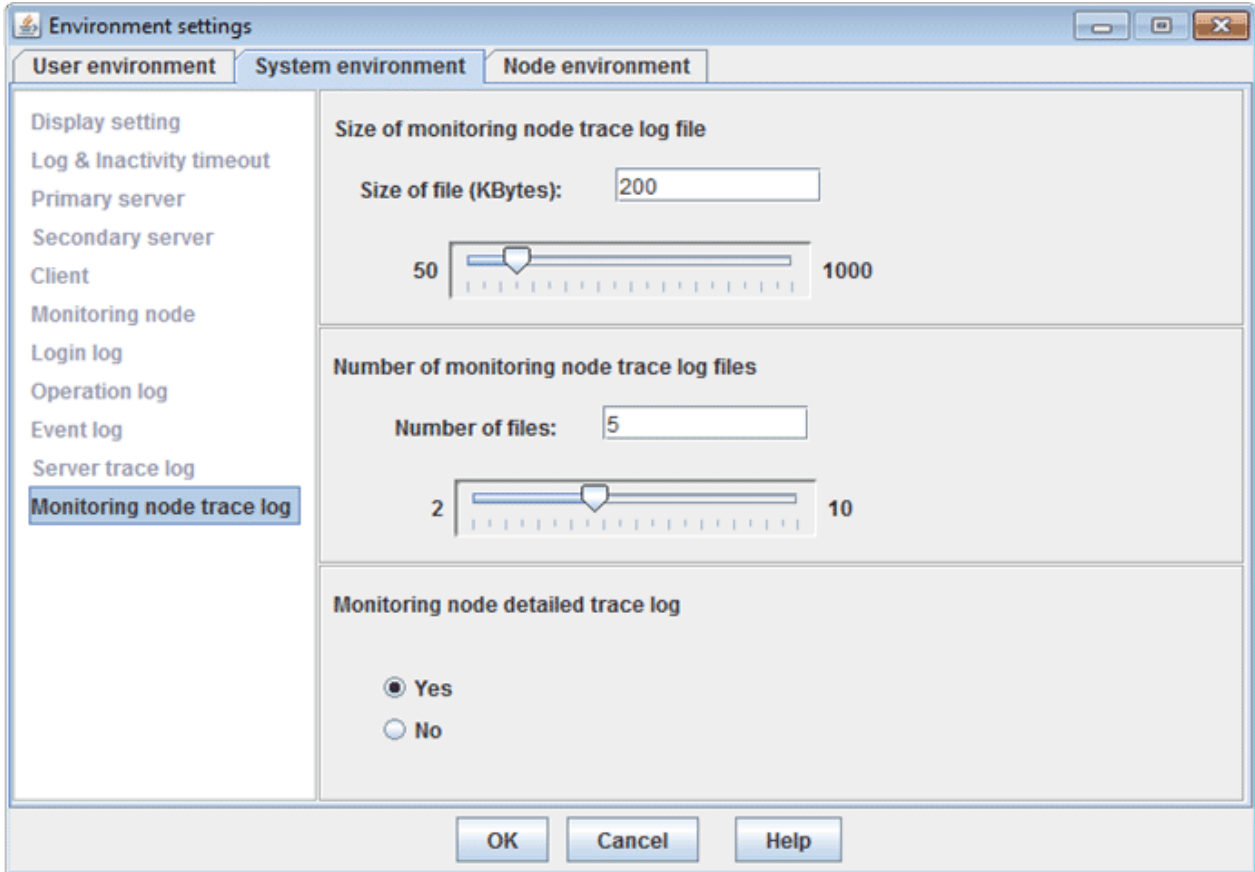 Environment settings
User environment
System environment
Node environment
Display setting
Log & Inactivity timeout
Primary server
Secondary server
Client
Monitoring node
Login log
Operation log
Event log
Server trace log
Monitoring node trace log
Size of monitoring node trace log file
Size of file (KBytes): 200
50 1000
Number of monitoring node trace log files
Number of files: 5
2 10
Monitoring node detailed trace log
Yes
No
OK Cancel Help